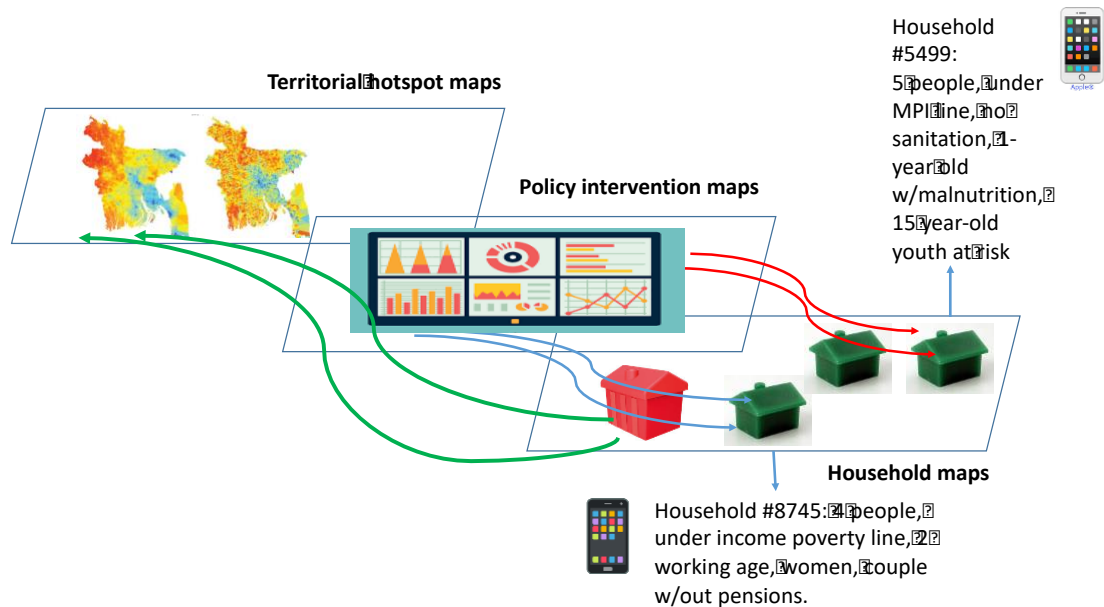 Household
#5499:
5 people, under
MPI line, no
sanitation, 1-
year old
w/malnutrition,
15 year-old
youth at risk
Apple®
Territorial hotspot maps
Policy intervention maps
Household maps
Household #8745: 4 people,
under income poverty line, 2
working age, women, couple
w/out pensions.